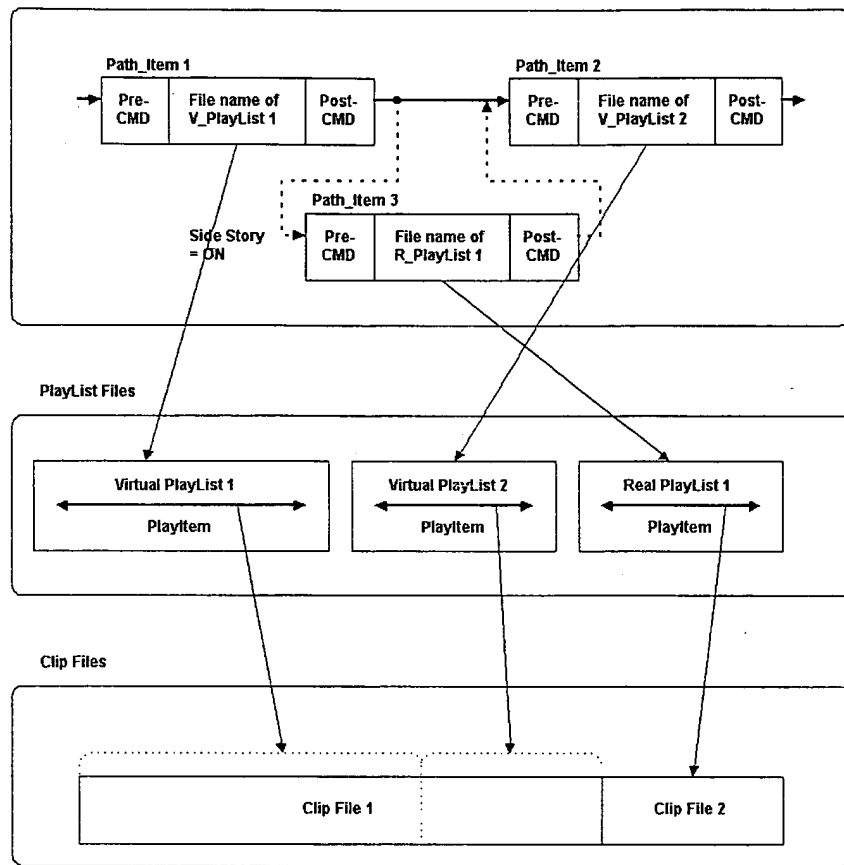 Path_Item 1
Pre-
CMD
File name of
V_PlayList 1
Post-
CMD
Path_Item 2
Pre-
CMD
File name of
V_PlayList 2
Post-
CMD
Path_Item 3
Side Story
= ON
Pre-
CMD
File name of
R_PlayList 1
Post-
CMD
PlayList Files
Virtual PlayList 1
PlayItem
Virtual PlayList 2
PlayItem
Real PlayList 1
PlayItem
Clip Files
Clip File 1
Clip File 2